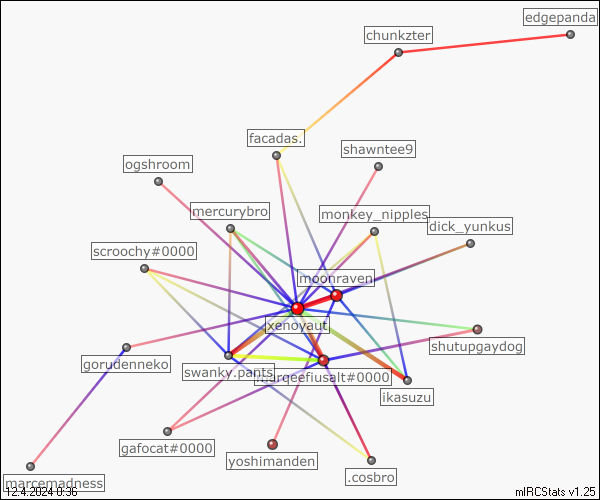 edgepanda
chunkzter
facadas.
shawntee9
ogshroom
mercurybro
monkey_nipples
dick_yunkus
scroochy#0000
moonraven
xenoyaut
shutupgaydog
gorudenneko
swanky.pants
#0000
ikasuzu
gafocat#0000
yoshimanden
.cosbro
marcemadness
12.4.2024 0:36
mIRCStats v1.25